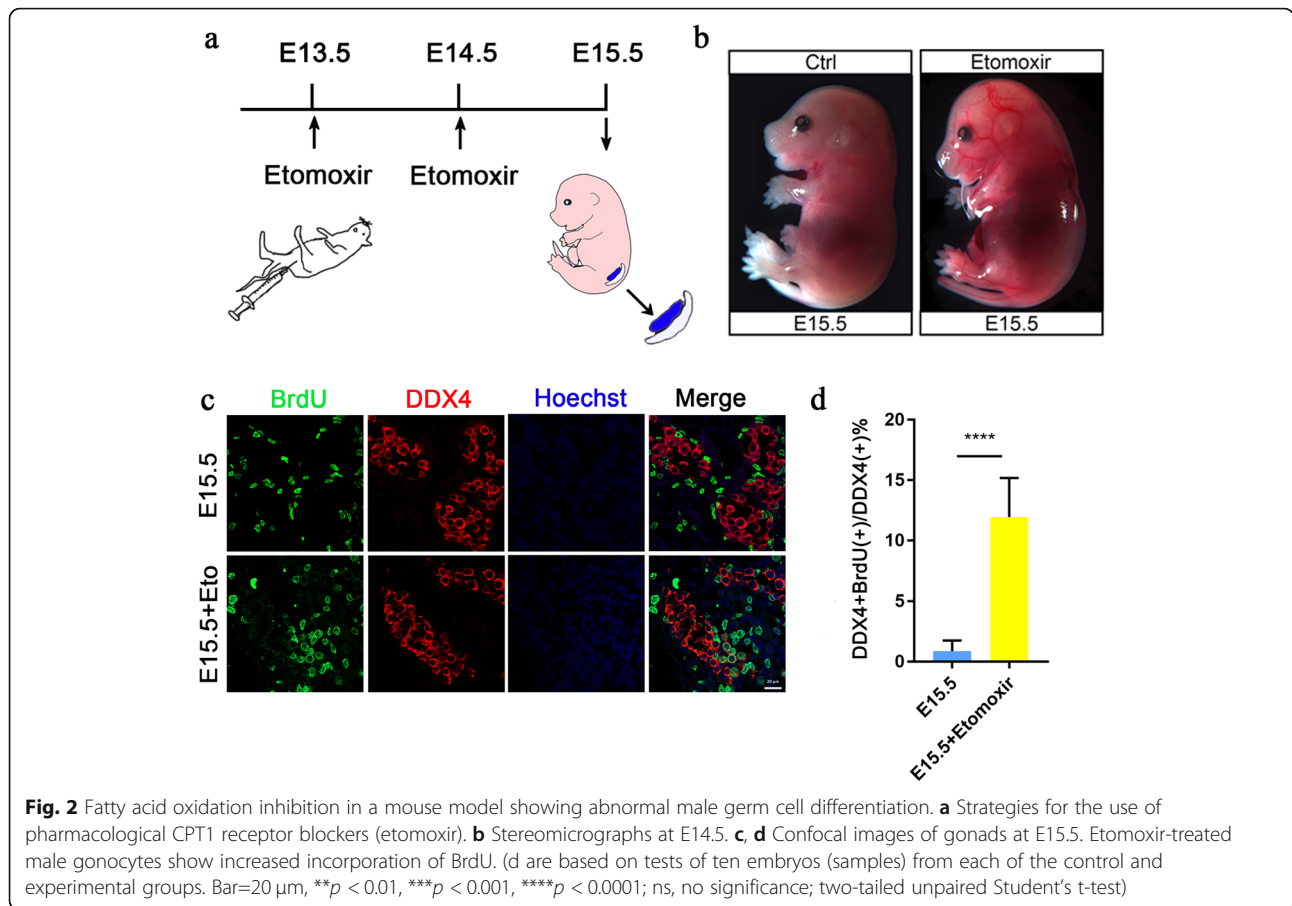 a
E13.5 E14.5 E15.5
Etomoxir Etomoxir
b
Ctrl Etomoxir
E15.5 E15.5
c
BrdU DDX4 Hoechst Merge
E15.5
E15.5+Eto
20 μm
d
DDX4+BrdU(+)/DDX4(+)%
20
15
10
5
0
****
E15.5
E15.5+Etomoxir
Fig. 2 Fatty acid oxidation inhibition in a mouse model showing abnormal male germ cell differentiation. a Strategies for the use of
pharmacological CPT1 receptor blockers (etomoxir). b Stereomicrographs at E14.5. c, d Confocal images of gonads at E15.5. Etomoxir-treated
male gonocytes show increased incorporation of BrdU. (d are based on tests of ten embryos (samples) from each of the control and
experimental groups. Bar=20 μm, **p < 0.01, ***p < 0.001, ****p < 0.0001; ns, no significance; two-tailed unpaired Student's t-test)